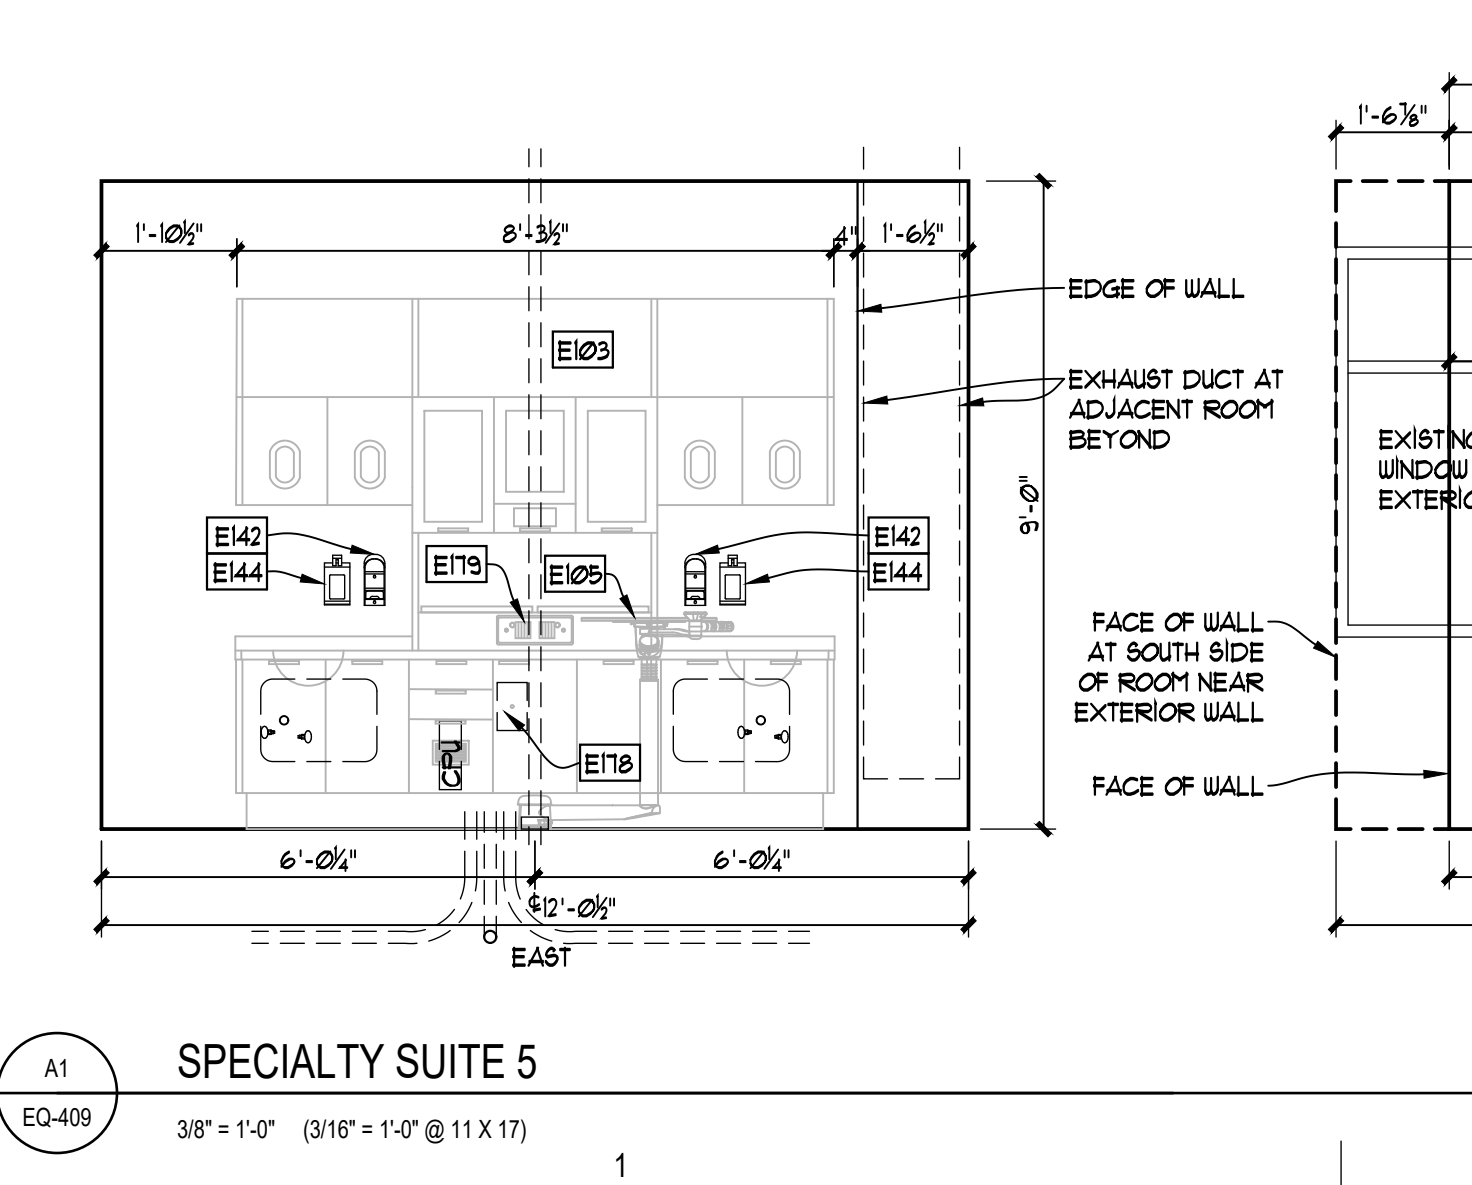 1'-6⅞"
1'-10½"
8'-3½"
4"
1'-6½"
EDGE OF WALL
E103
EXHAUST DUCT AT
ADJACENT ROOM
BEYOND
9'-0"
EXISTING
WINDOW
E142
E144
E179
E105
E142
E144
FACE OF WALL
AT SOUTH SIDE
OF ROOM NEAR
EXTERIOR WALL
CPU
E178
FACE OF WALL
6'-0¼"
6'-0¼"
℄
12'-0½"
EAST
A1
EQ-409
SPECIALTY SUITE 5
3/8" = 1'-0" (3/16" = 1'-0" @ 11 X 17)
1